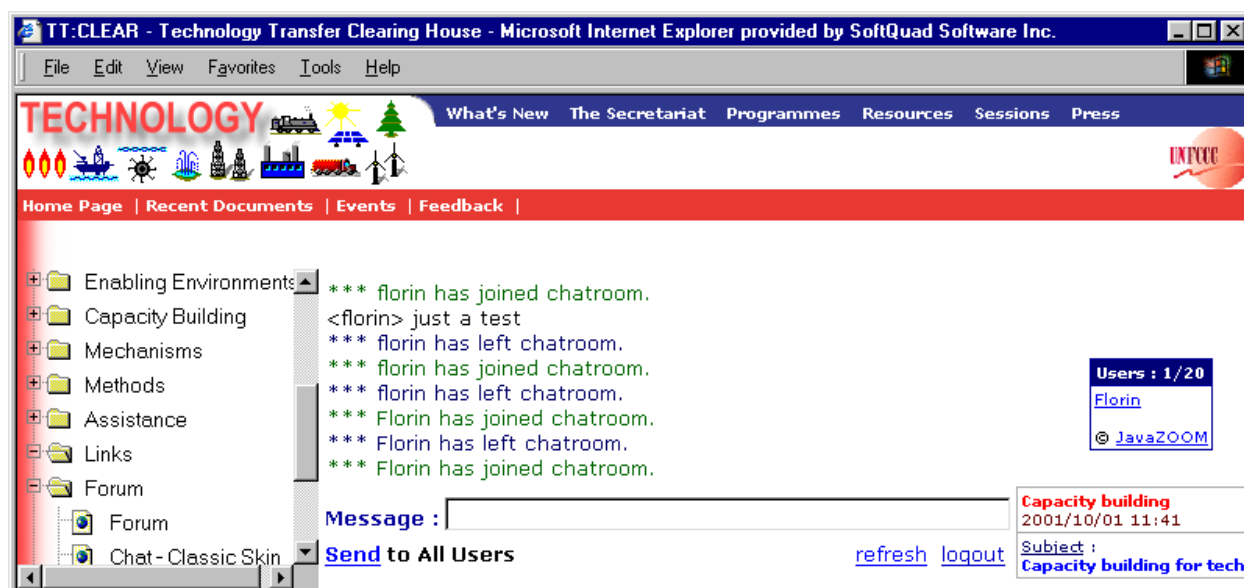 TT:CLEAR - Technology Transfer Clearing House - Microsoft Internet Explorer provided by SoftQuad Software Inc.
File Edit View Favorites Tools Help
TECHNOLOGY
What's New The Secretariat Programmes Resources Sessions Press
UNFCCC
Home Page | Recent Documents | Events | Feedback |
Enabling Environments
Capacity Building
Mechanisms
Methods
Assistance
Links
Forum
Forum
Chat - Classic Skin
*** florin has joined chatroom.
<florin> just a test
*** florin has left chatroom.
*** florin has joined chatroom.
*** florin has left chatroom.
*** Florin has joined chatroom.
*** Florin has left chatroom.
*** Florin has joined chatroom.
Users : 1/20
Florin
© JavaZOOM
Message :
Send to All Users
refresh logout
Capacity building
2001/10/01 11:41
Subject :
Capacity building for tech